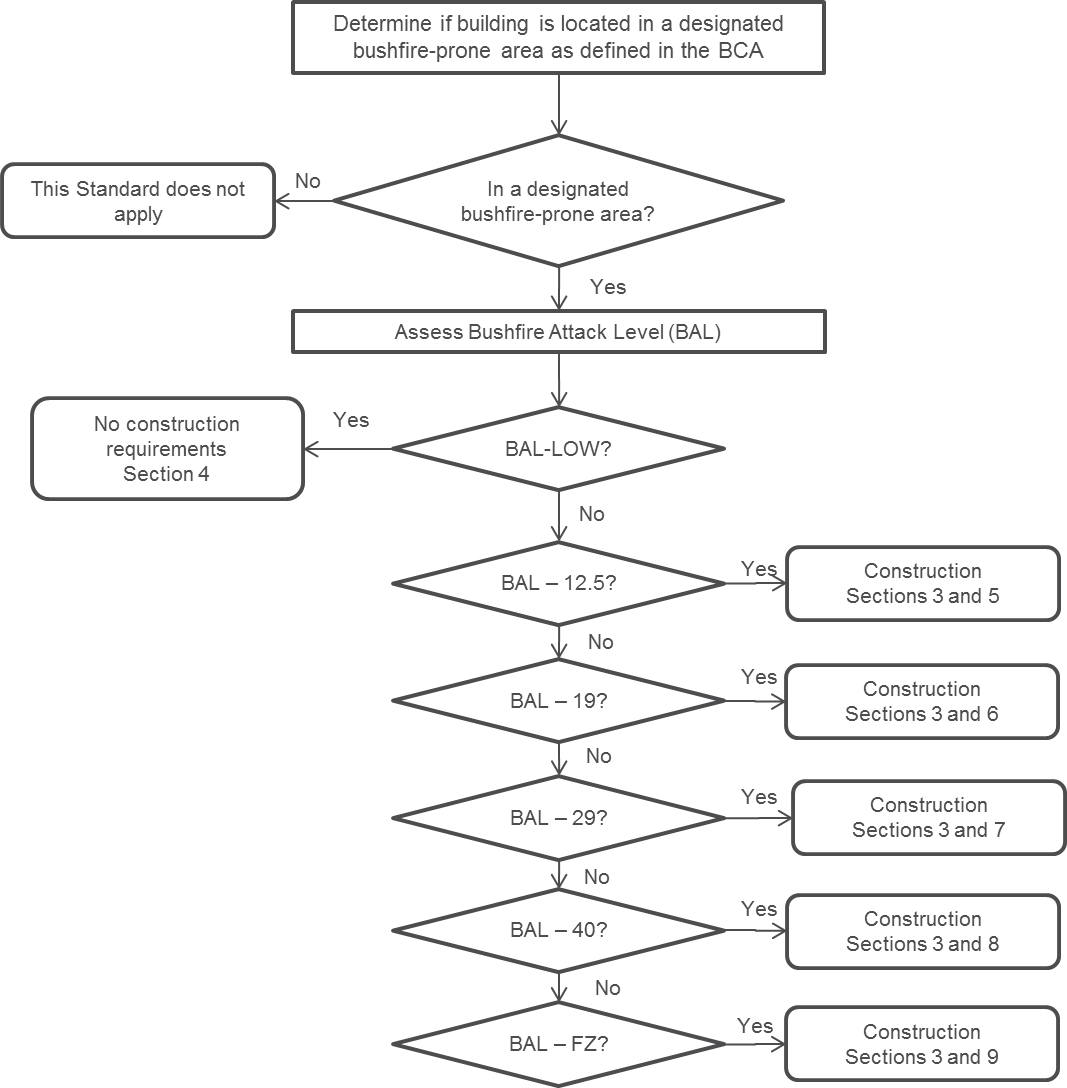 Determine if building is located in a designated
bushfire-prone area as defined in the BCA
In a designated
bushfire-prone area?
No
This Standard does not
apply
Yes
Assess Bushfire Attack Level (BAL)
BAL-LOW?
Yes
No construction
requirements
Section 4
No
BAL – 12.5?
Yes
Construction
Sections 3 and 5
No
BAL – 19?
Yes
Construction
Sections 3 and 6
No
BAL – 29?
Yes
Construction
Sections 3 and 7
No
BAL – 40?
Yes
Construction
Sections 3 and 8
No
BAL – FZ?
Yes
Construction
Sections 3 and 9